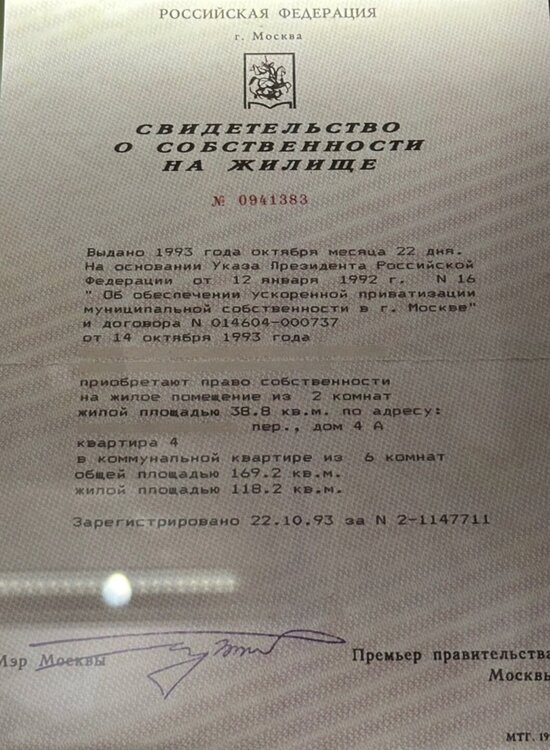 РОССИЙСКАЯ ФЕДЕРАЦИЯ
г. Москва
СВИДЕТЕЛЬСТВО
О СОБСТВЕННОСТИ
НА ЖИЛИЩЕ
№ 0941383
Выдано 1993 года октября месяца 22 дня.
На основании Указа Президента Российской
Федерации от 12 января 1992 г. N 16
" Об обеспечении ускоренной приватизации
муниципальной собственности в г. Москве"
и договора N 014604-000737
от 14 октября 1993 года
приобретают право собственности
на жилое помещение из 2 комнат
жилой площадью 38.8 кв.м. по адресу:
пер., дом 4 А
квартира 4
в коммунальной квартире из 6 комнат
общей площадью 169.2 кв.м.
жилой площадью 118.2 кв.м.
Зарегистрировано 22.10.93 за N 2-1147711
Мэр Москвы
Премьер правительства
Москвы
МТГ. 19